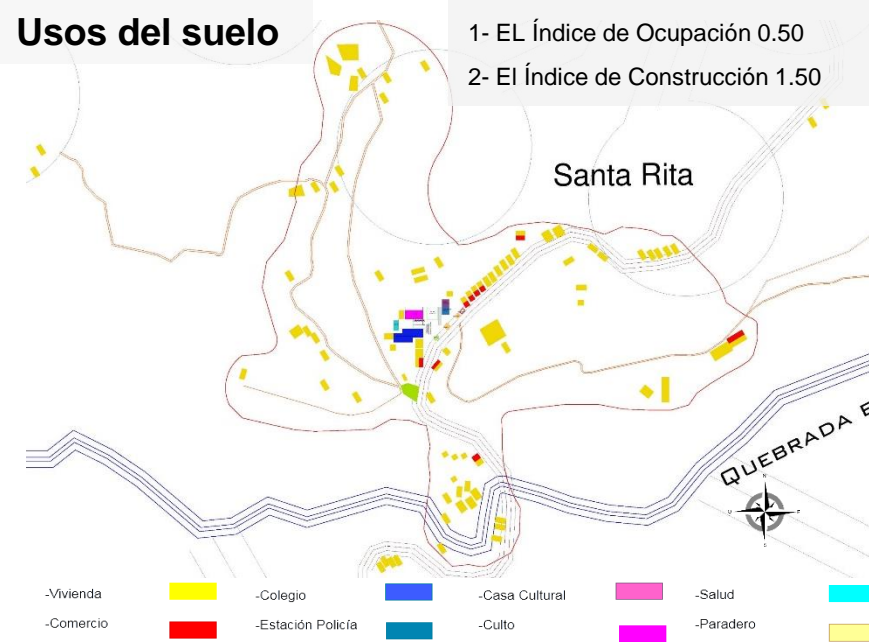 Usos del suelo
1- EL Índice de Ocupación 0.50
2- El Índice de Construcción 1.50
Santa Rita
QUEBRADA E
N
U
E
S
-Vivienda
-Colegio
-Casa Cultural
-Salud
-Comercio
-Estación Policía
-Culto
-Paradero